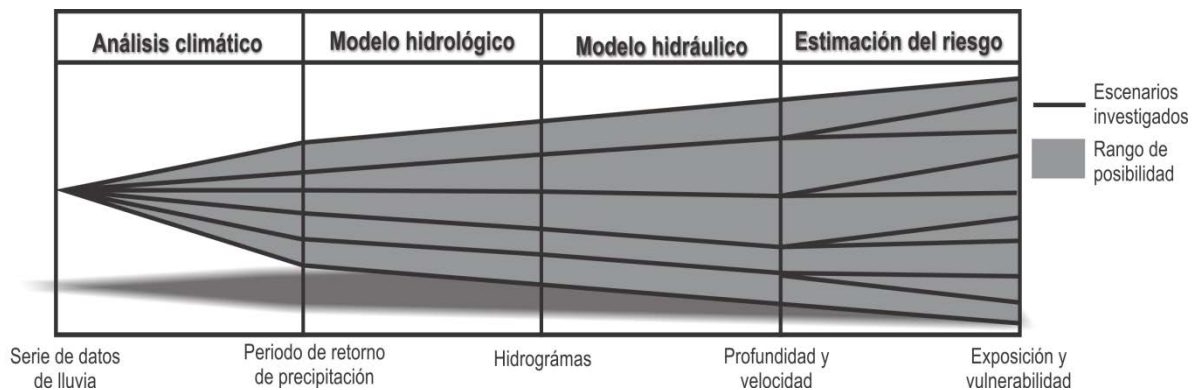 Análisis climático
Modelo hidrológico
Modelo hidráulico
Estimación del riesgo
Escenarios
investigados
Rango de
posibilidad
Serie de datos
de lluvia
Periodo de retorno
de precipitación
Hidrográmas
Profundidad y
velocidad
Exposición y
vulnerabilidad